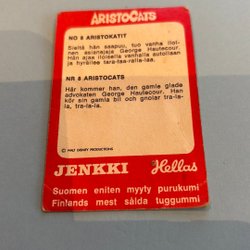 ARISTOCATS
NO 8 ARISTOKATIT
Sieltä hän saapuu, tuo vanha iloi-
nen asianajaja George Hautecour.
Hän ajaa iloisella vanhalla autollaan
ja hyräilee tara-faa-ralla-laa.
NR 8 ARISTOCATS
Här kommer han, den gamle glade
advokaten George Hautecour. Han
kör sin gamla bil och gnolar tra-la-
la, tra-la-la.
© WALT DISNEY PRODUCTIONS
JENKKI Hellas
Suomen eniten myyty purukumi
Finlands mest sålda tuggummi